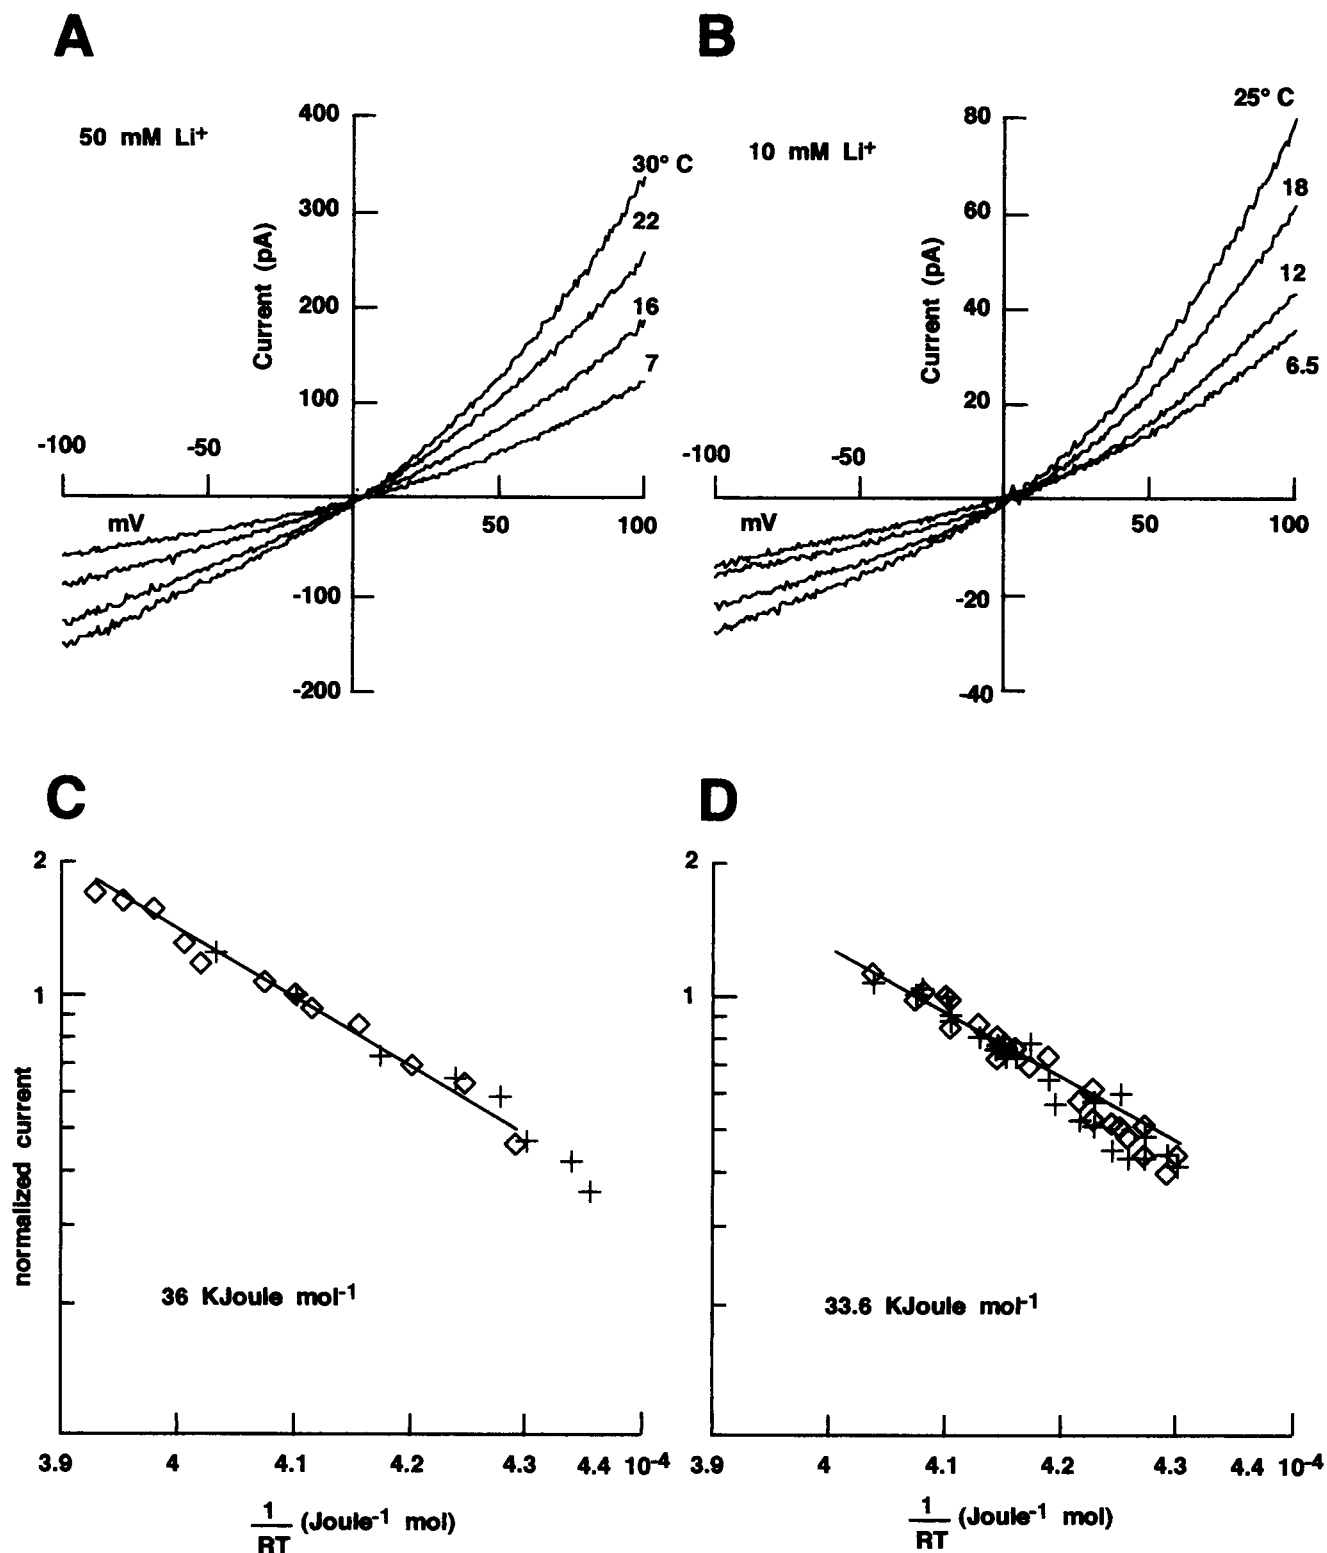 A
50 mM Li+
400
300
200
100
-100
-200
Current (pA)
30° C
22
16
7
-100
-50
mV
50
100
B
10 mM Li+
80
60
40
20
-20
-40
Current (pA)
25° C
18
12
6.5
-100
-50
mV
50
100
C
2
1
normalized current
36 KJoule mol-1
3.9
4
4.1
4.2
4.3
4.4 10-4
1
RT
(Joule-1 mol)
D
2
1
33.6 KJoule mol-1
3.9
4
4.1
4.2
4.3
4.4 10-4
1
RT
(Joule-1 mol)